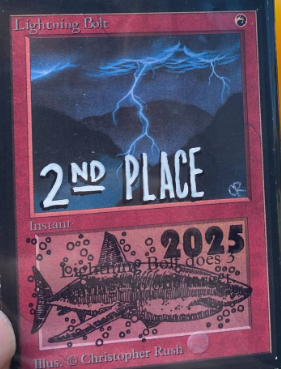 Lightning Bolt
2ND PLACE
Instant
2025
Lightning Bolt does 3
Illus. © Christopher Rush